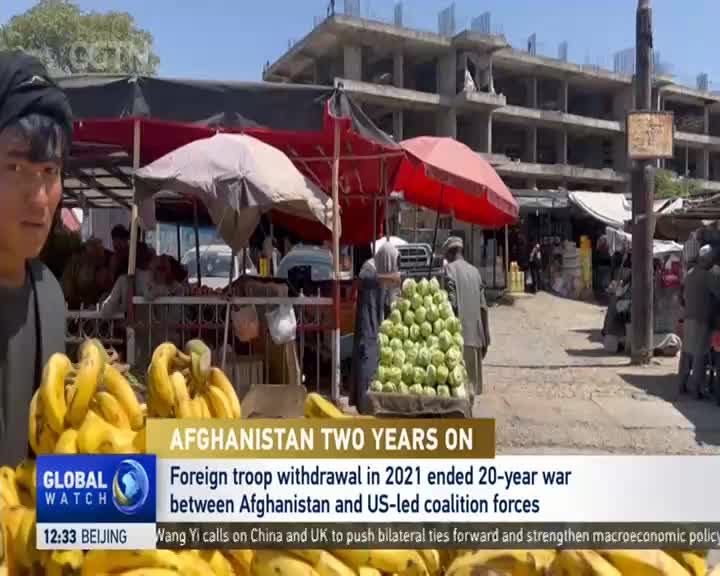 CGTN
AFGHANISTAN TWO YEARS ON
Foreign troop withdrawal in 2021 ended 20-year war
between Afghanistan and US-led coalition forces
GLOBAL
WATCH
12:33 BEIJING
Wang Yi calls on China and UK to push bilateral ties forward and strengthen macroeconomic policy